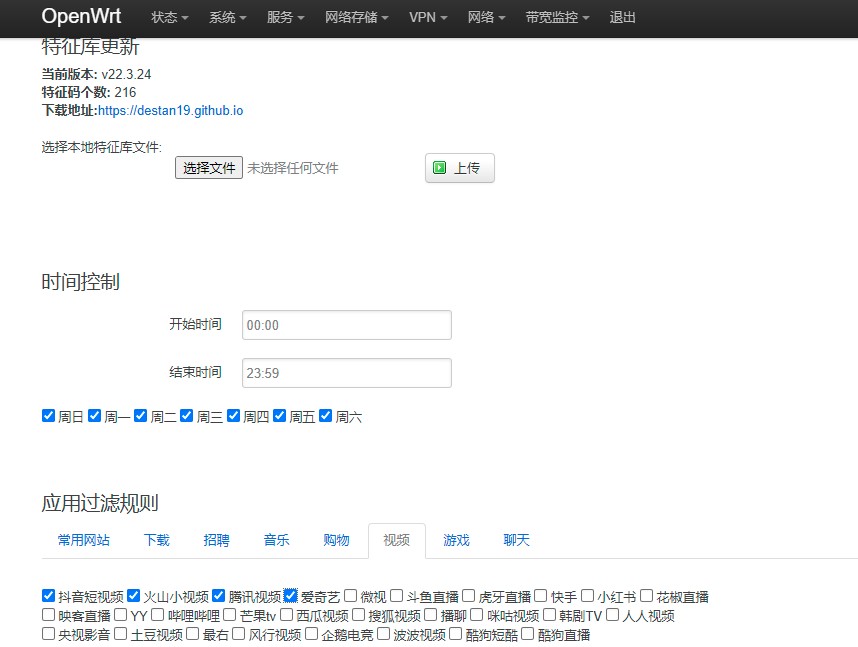 OpenWrt 状态 系统 服务 网络存储 VPN 网络 带宽监控 退出
特征库更新
当前版本: v22.3.24
特征码个数: 216
下载地址:https://destan19.github.io
选择本地特征库文件:
选择文件 未选择任何文件 上传
时间控制
开始时间 00:00
结束时间 23:59
周日 周一 周二 周三 周四 周五 周六
应用过滤规则
常用网站 下载 招聘 音乐 购物 视频 游戏 聊天
抖音短视频 火山小视频 腾讯视频 爱奇艺 微视 斗鱼直播 虎牙直播 快手 小红书 花椒直播
映客直播 YY 哔哩哔哩 芒果tv 西瓜视频 搜狐视频 播聊 咪咕视频 韩剧TV 人人视频
央视影音 土豆视频 最右 风行视频 企鹅电竞 波波视频 酷狗短酷 酷狗直播